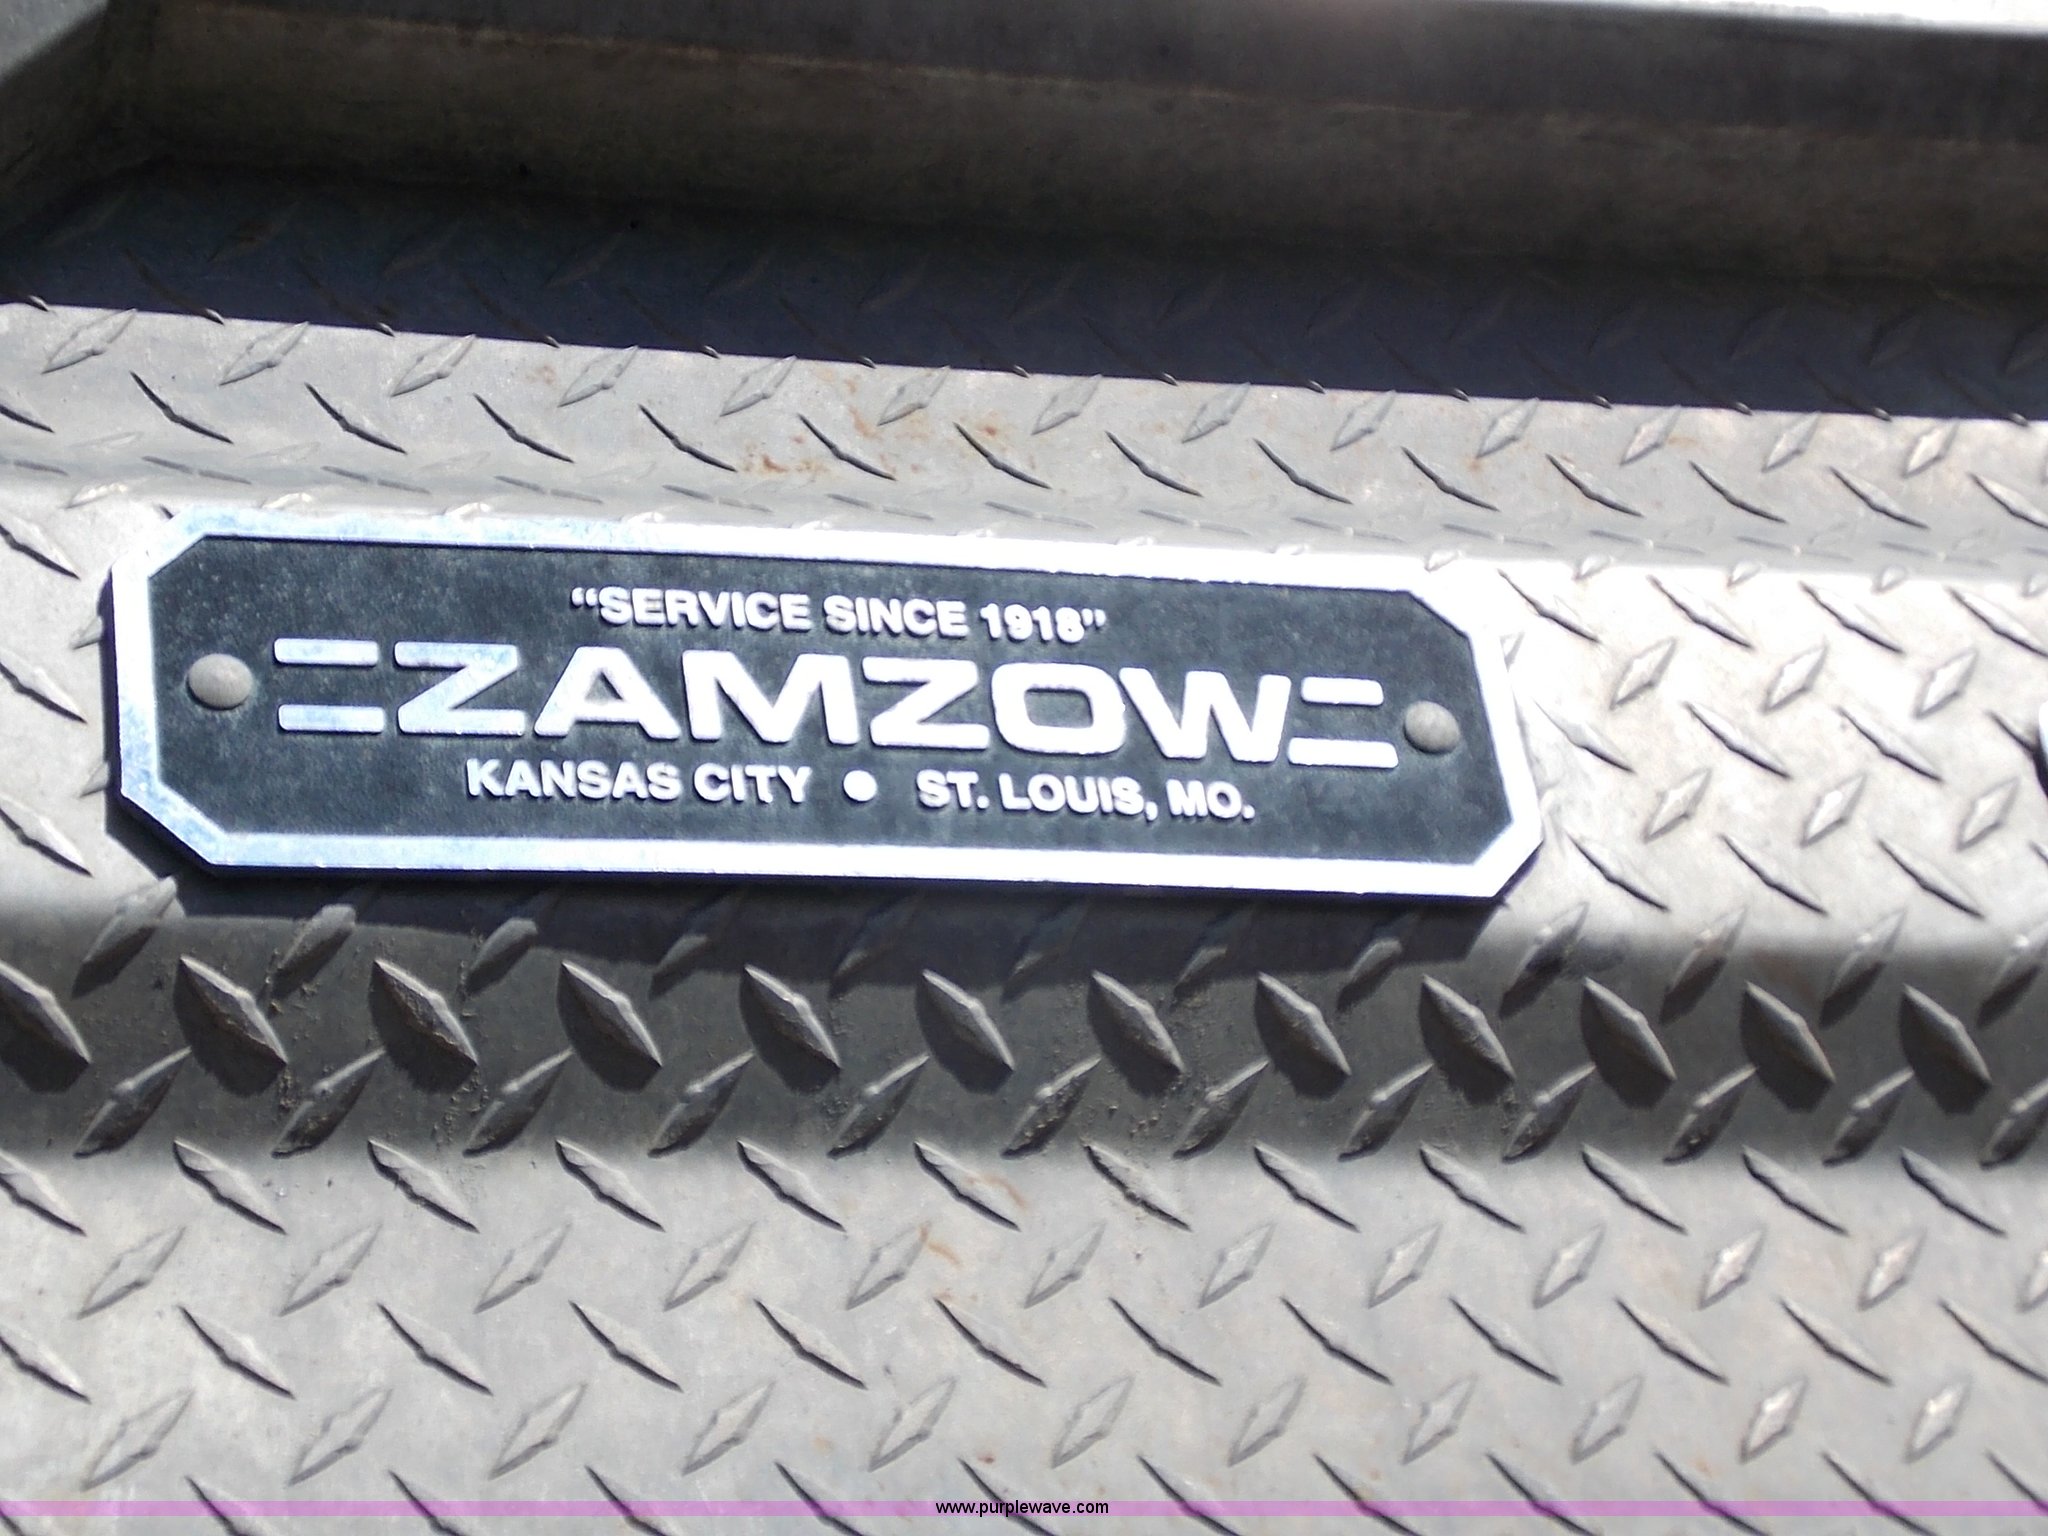 “SERVICE SINCE 1918”
ZAMZOW
KANSAS CITY ● ST. LOUIS, MO.
www.purplewave.com